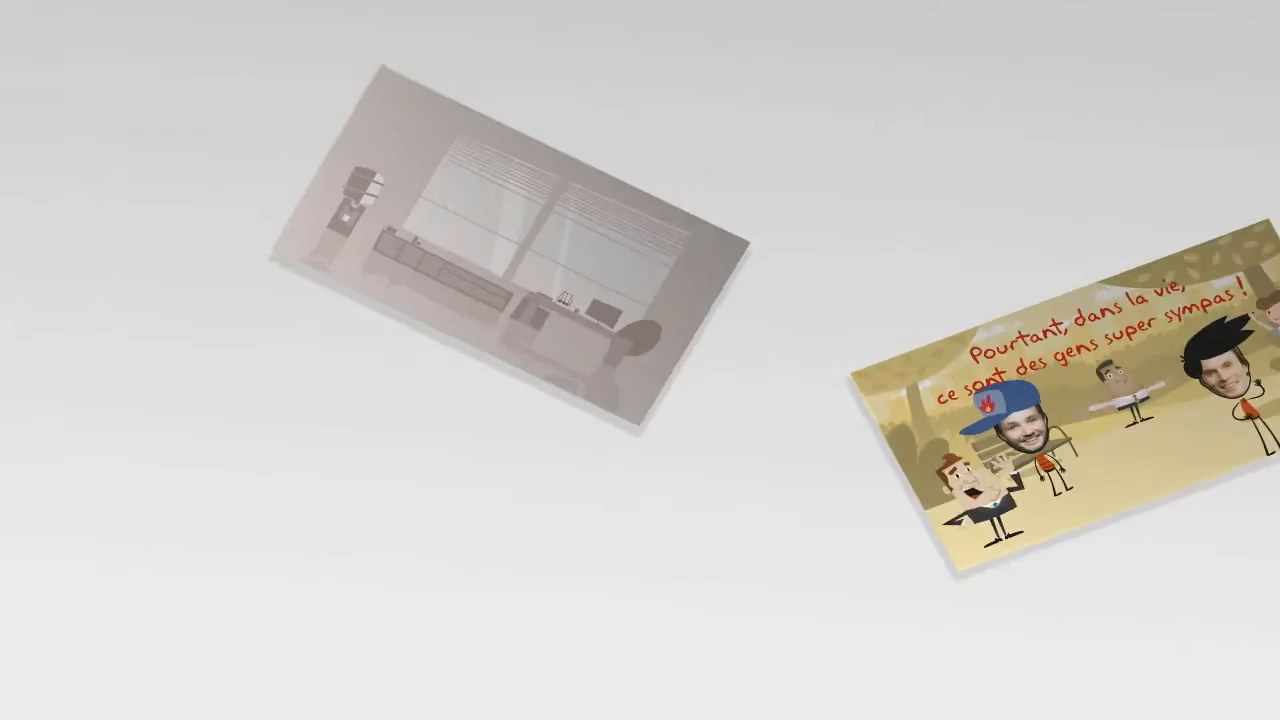 Pourtant, dans la vie,
ce sont des gens super sympas !